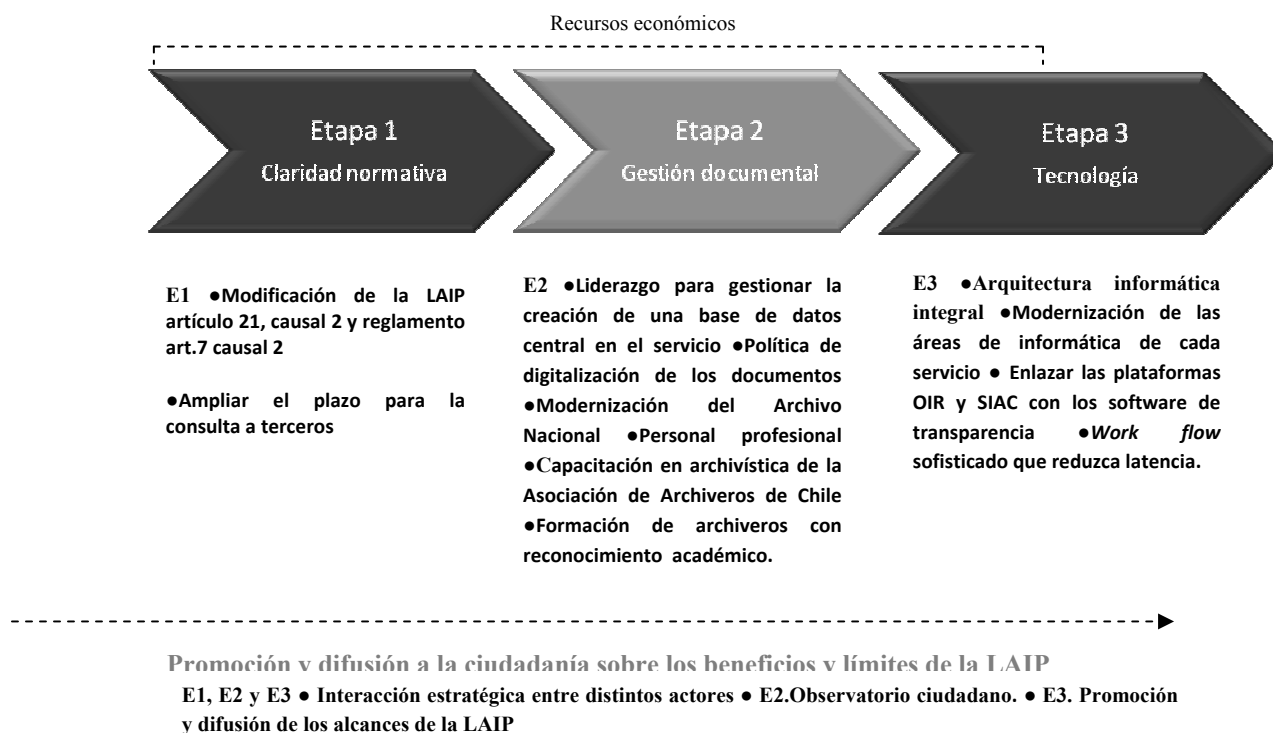 Recursos económicos
Etapa 1
Claridad normativa
Etapa 2
Gestión documental
Etapa 3
Tecnología
E1 ●Modificación de la LAIP
artículo 21, causal 2 y reglamento
art.7 causal 2
●Ampliar el plazo para la
consulta a terceros
E2 ●Liderazgo para gestionar la
creación de una base de datos
central en el servicio ●Política de
digitalización de los documentos
●Modernización del Archivo
Nacional ●Personal profesional
●Capacitación en archivística de la
Asociación de Archiveros de Chile
●Formación de archiveros con
reconocimiento académico.
E3 ●Arquitectura informática
integral ●Modernización de las
áreas de informática de cada
servicio ● Enlazar las plataformas
OIR y SIAC con los software de
transparencia ●Work flow
sofisticado que reduzca latencia.
Promoción y difusión a la ciudadanía sobre los beneficios y límites de la LAIP
E1, E2 y E3 ● Interacción estratégica entre distintos actores ● E2.Observatorio ciudadano. ● E3. Promoción
y difusión de los alcances de la LAIP